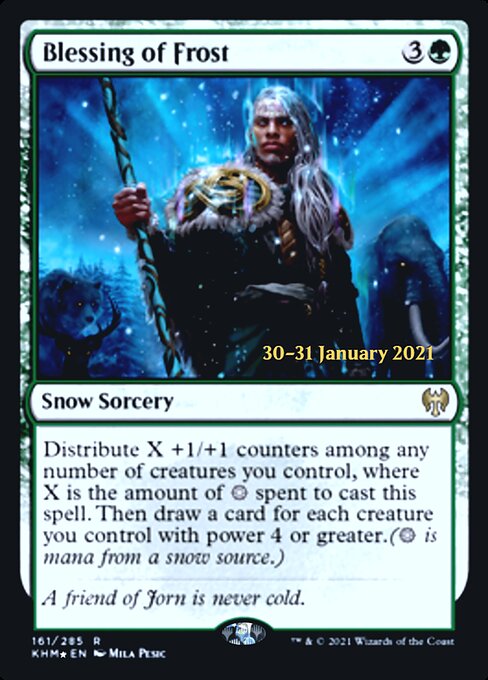 Blessing of Frost 3
30–31 January 2021
Snow Sorcery
Distribute X +1/+1 counters among any
number of creatures you control, where
X is the amount of spent to cast this
spell. Then draw a card for each creature
you control with power 4 or greater.( is
mana from a snow source.)
A friend of Jorn is never cold.
161/285 R
KHM★EN Mila Pesic ™ & © 2021 Wizards of the Coast